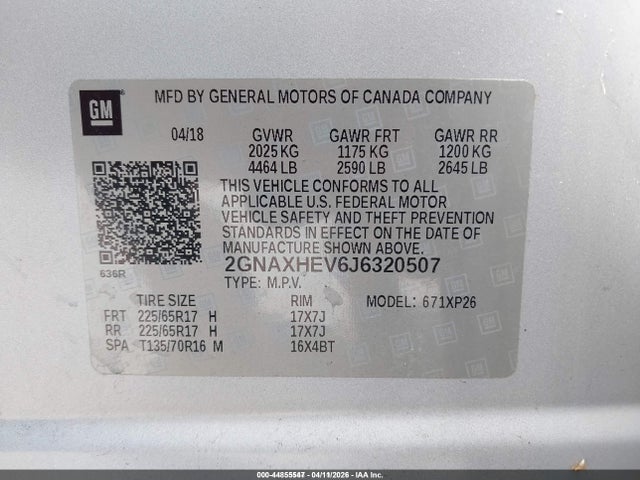 GM
MFD BY GENERAL MOTORS OF CANADA COMPANY
04/18 GVWR GAWR FRT GAWR RR
2025 KG 1175 KG 1200 KG
4464 LB 2590 LB 2645 LB
THIS VEHICLE CONFORMS TO ALL
APPLICABLE U.S. FEDERAL MOTOR
VEHICLE SAFETY AND THEFT PREVENTION
STANDARDS IN EFFECT ON THE DATE OF
MANUFACTURE SHOWN ABOVE.
636R
2GNAXHEV6J6320507
TYPE: M.P.V.
TIRE SIZE RIM MODEL: 671XP26
FRT 225/65R17 H 17X7J
RR 225/65R17 H 17X7J
SPA T135/70R16 M 16X4BT
000-44855547 - 04/11/2026 - IAA Inc.